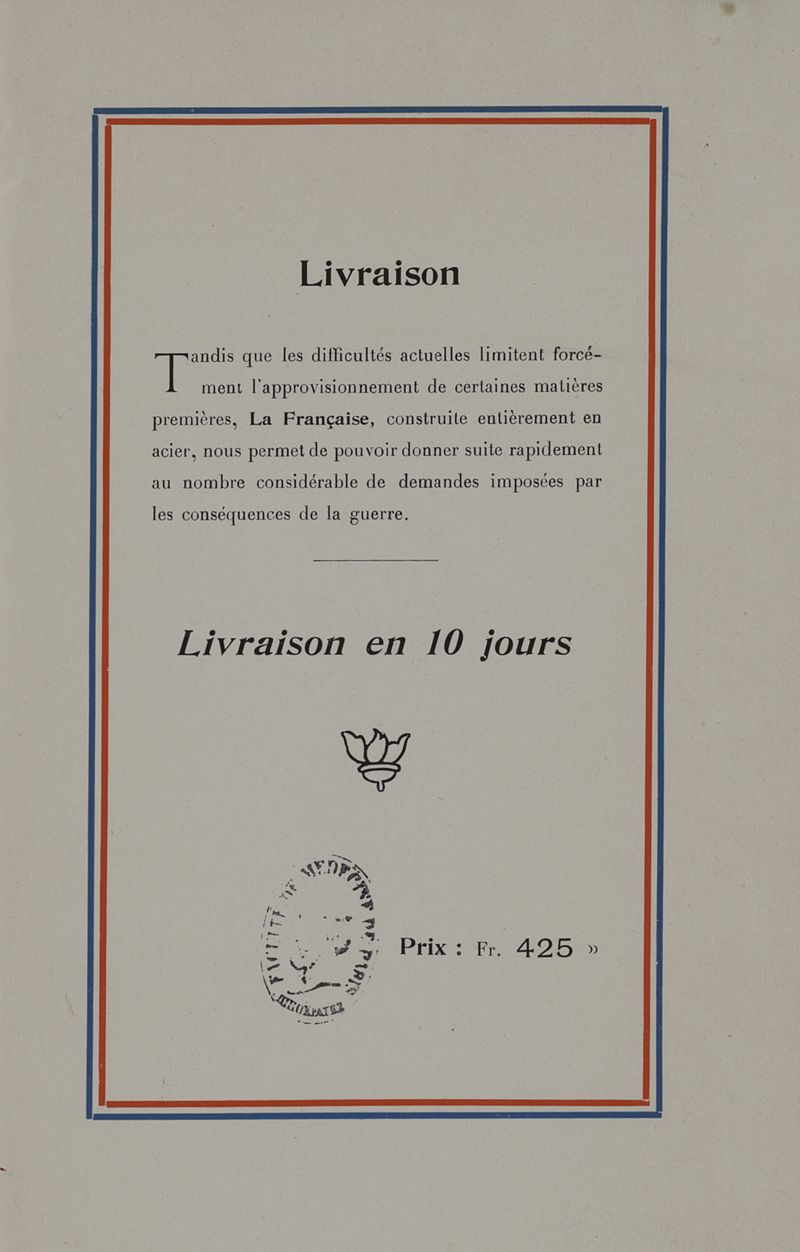 Livraison
Tandis que les difficultés actuelles limitent forcé-
ment l'approvisionnement de certaines matières
premières, La Française, construite entièrement en
acier, nous permet de pouvoir donner suite rapidement
au nombre considérable de demandes imposées par
les conséquences de la guerre.
Livraison en 10 jours
Prix : Fr. 425 »